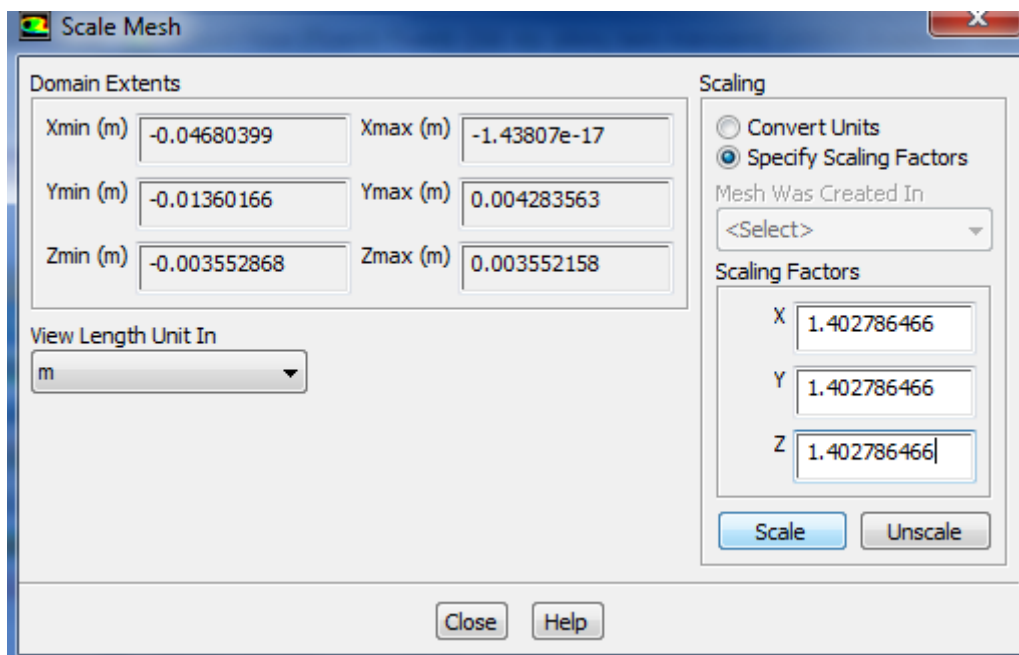 Scale Mesh
X
Domain Extents
Xmin (m) -0.04680399 Xmax (m) -1.43807e-17
Ymin (m) -0.01360166 Ymax (m) 0.004283563
Zmin (m) -0.003552868 Zmax (m) 0.003552158
View Length Unit In
m
Scaling
Convert Units
Specify Scaling Factors
Mesh Was Created In
<Select>
Scaling Factors
X 1.402786466
Y 1.402786466
Z 1.402786466
Scale Unscale
Close Help